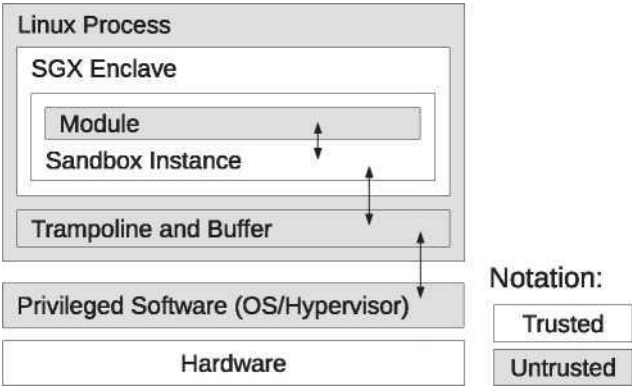 Linux Process
SGX Enclave
Module
Sandbox Instance
Trampoline and Buffer
Privileged Software (OS/Hypervisor)
Hardware
Notation:
Trusted
Untrusted